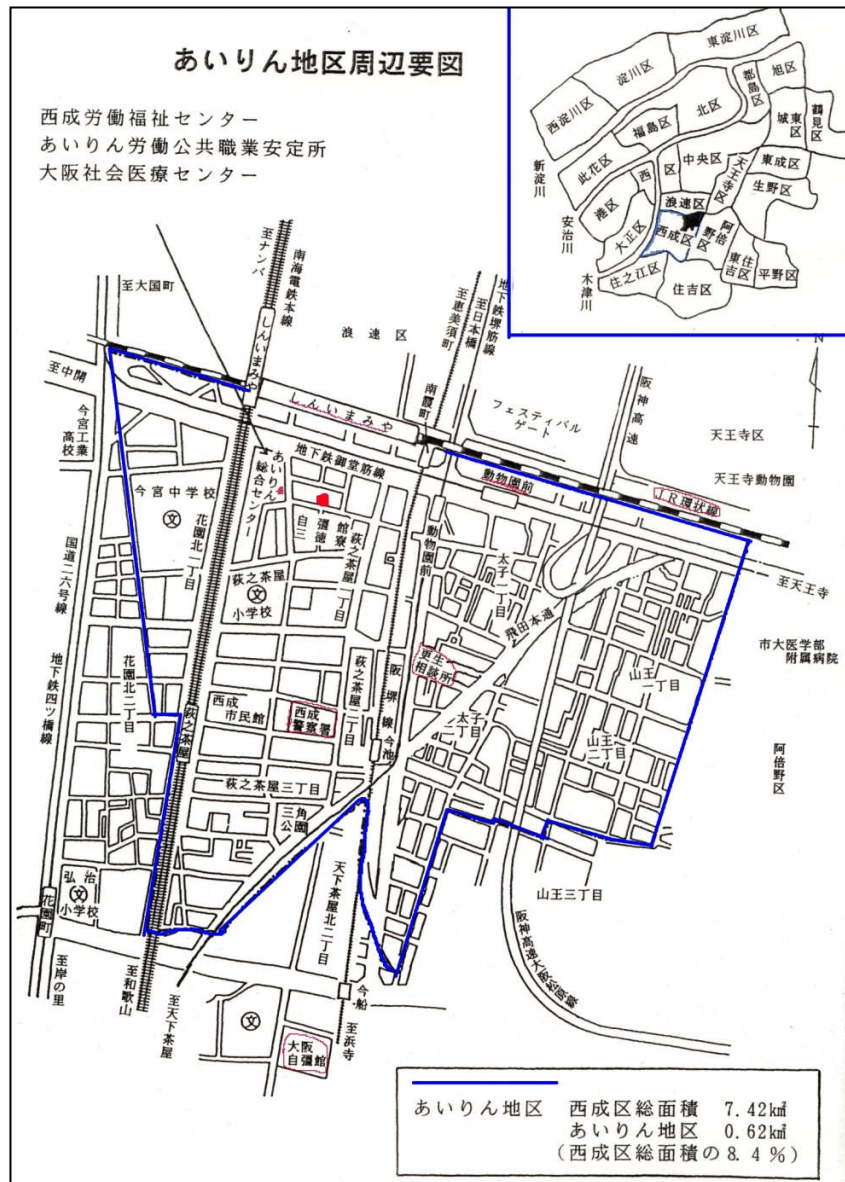 あいりん地区周辺要図
西成労働福祉センター
あいりん労働公共職業安定所
大阪社会医療センター
東淀川区
淀川区
西淀川区
旭区
都島区
北区
鶴見区
城東区
福島区
此花区
中央区
天王寺区
東成区
西区
生野区
新淀川
港区
浪速区
安治川
大正区
西成区
阿倍野区
東住吉区
平野区
木津川
住之江区
住吉区
N
至ナンバ
南海電鉄本線
至大国町
しんいまみや
浪速区
至恵美須町
至日本橋
地下鉄堺筋線
南霞町
阪神高速
フェスティバル
ゲート
天王寺区
天王寺動物園
至中開
今宮工業
高校
しんいまみや
地下鉄御堂筋線
動物園前
JR環状線
今宮中学校
文
花園北一丁目
あいりん
総合センター
自彊館
三徳寮
萩之茶屋一丁目
動物園前
太子一丁目
至天王寺
国道二六号線
萩之茶屋
文
小学校
飛田本通
市大医学部
附属病院
地下鉄四ツ橋線
花園北二丁目
萩之茶屋
西成
市民館
西成
警察署
萩之茶屋二丁目
阪堺線
今池
更生
相談所
太子
二丁目
山王
一丁目
山王
二丁目
阿倍野区
萩之茶屋三丁目
三角
公園
弘治
文
小学校
花園町
天下茶屋北二丁目
山王三丁目
阪神高速大阪松原線
至岸の里
至和歌山
至天下茶屋
今船
至浜寺
文
大阪
自彊館
あいりん地区 西成区総面積 7.42㎢
あいりん地区 0.62㎢
(西成区総面積の8.4%)